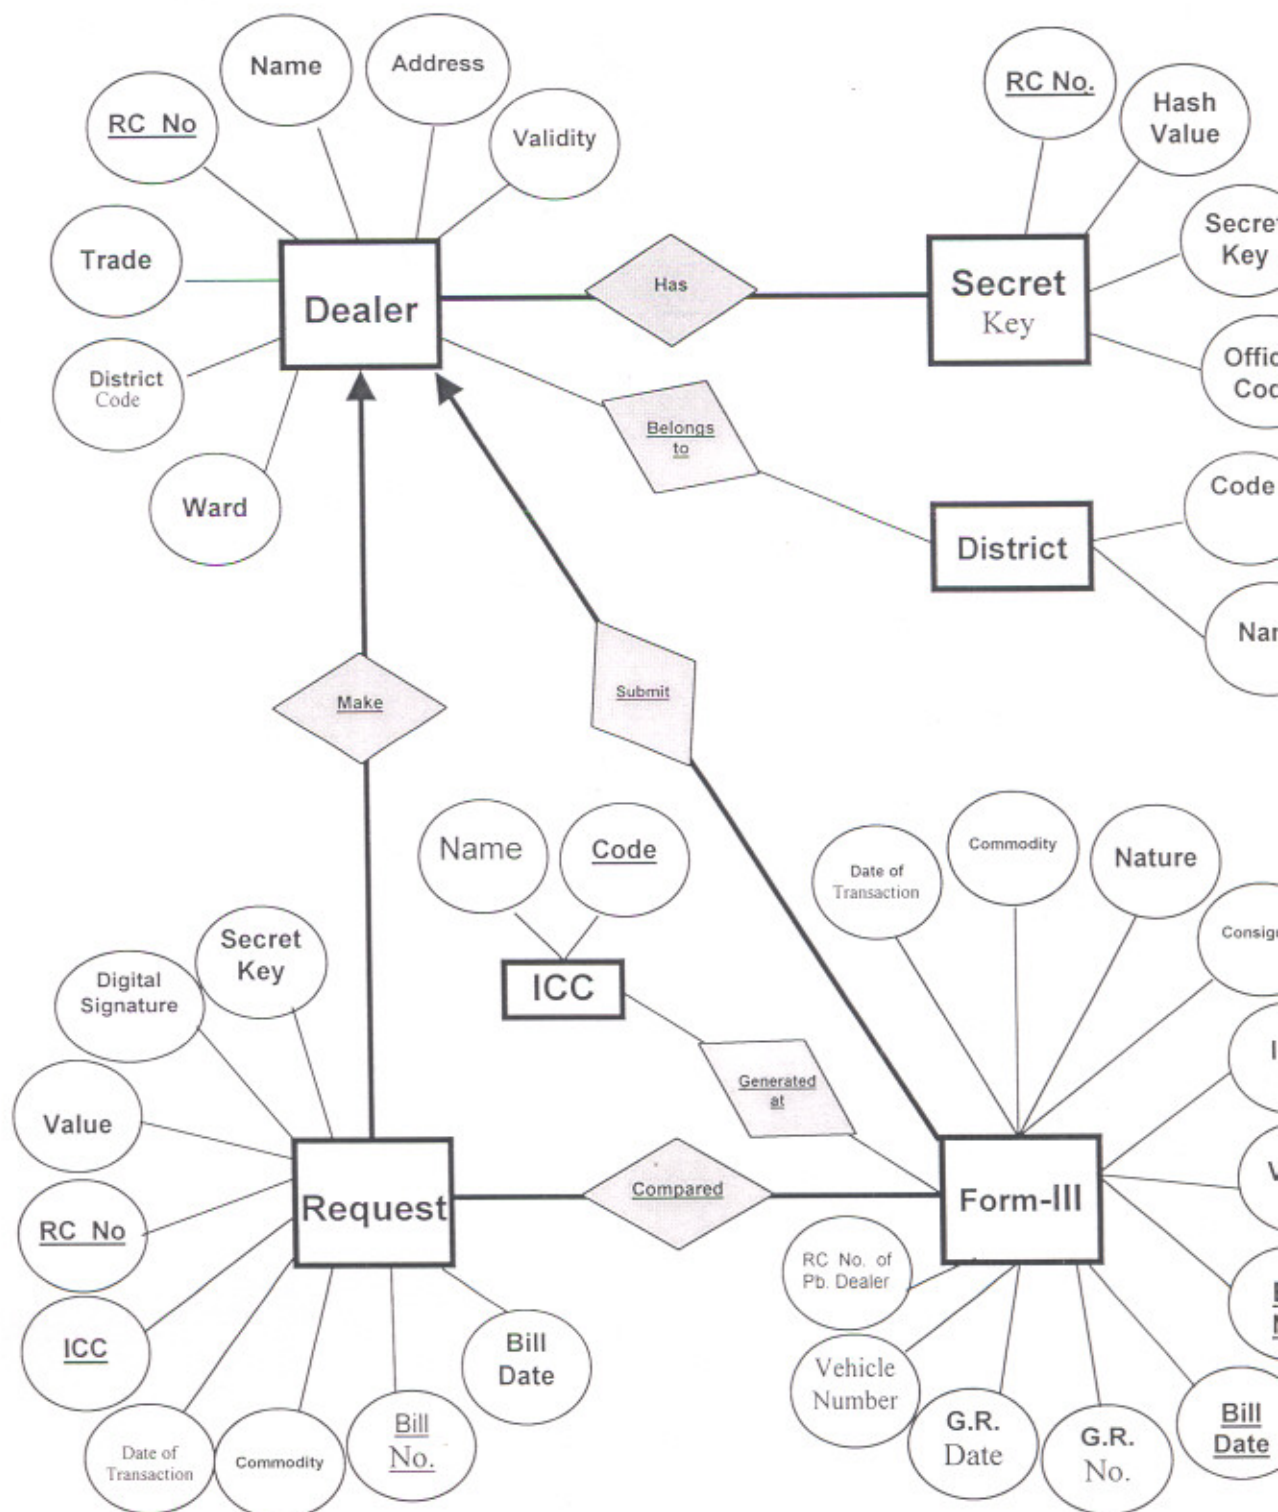 Name
Address
RC No
Validity
Trade
District
Code
Ward
Dealer
Has
RC No.
Hash
Value
Secret
Key
Key
Belongs
to
District
Code
Make
Submit
Name
Code
ICC
Generated
at
Date of
Transaction
Commodity
Nature
Secret
Key
Digital
Signature
Value
RC No
ICC
Date of
Transaction
Commodity
Bill
No.
Bill
Date
Request
Compared
Form-III
RC No. of
Pb. Dealer
Vehicle
Number
G.R.
Date
G.R.
No.
Bill
Date